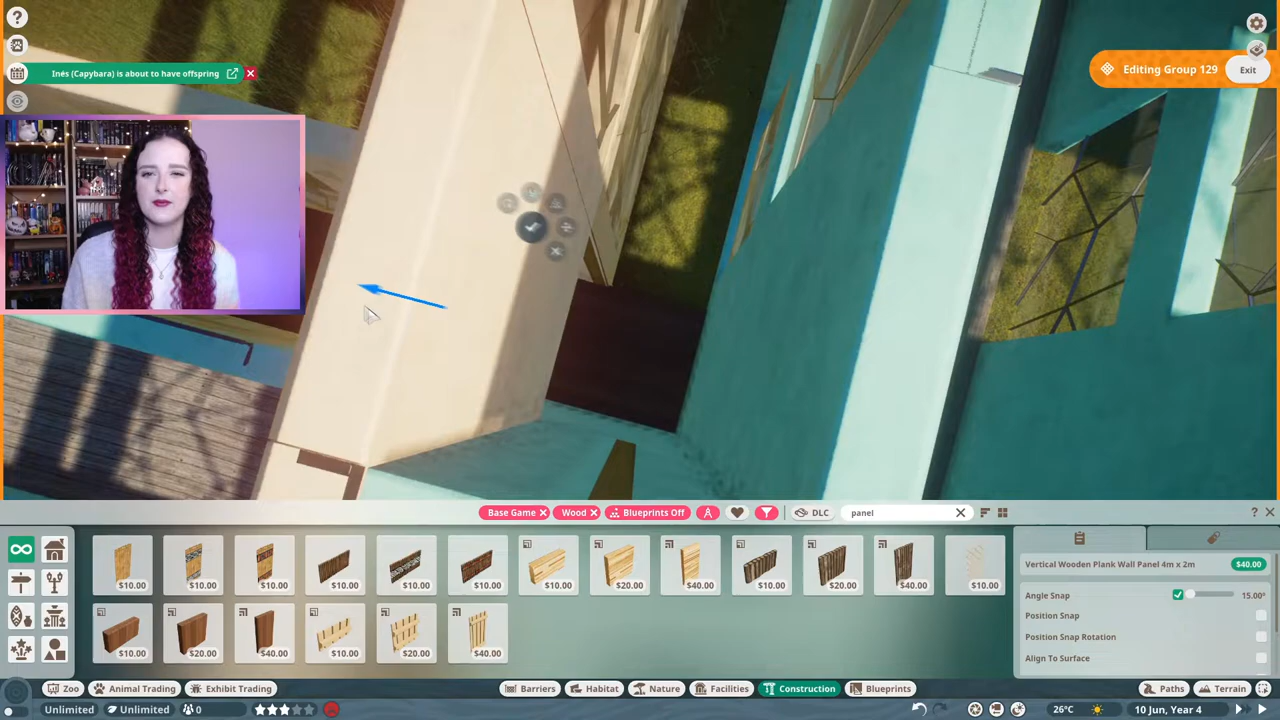 ?
Inés (Capybara) is about to have offspring
Editing Group 129
Exit
Base Game
Wood
Blueprints Off
DLC
panel
?
$10.00 $10.00 $10.00 $10.00 $10.00 $10.00 $10.00 $20.00 $40.00 $10.00 $20.00 $40.00 $10.00
$10.00 $20.00 $40.00 $10.00 $20.00 $40.00
Vertical Wooden Plank Wall Panel 4m x 2m $40.00
Angle Snap 15.00°
Position Snap
Position Snap Rotation
Align To Surface
Zoo Animal Trading Exhibit Trading Barriers Habitat Nature Facilities Construction Blueprints Paths Terrain
Unlimited Unlimited 0 26°C 10 Jun, Year 4